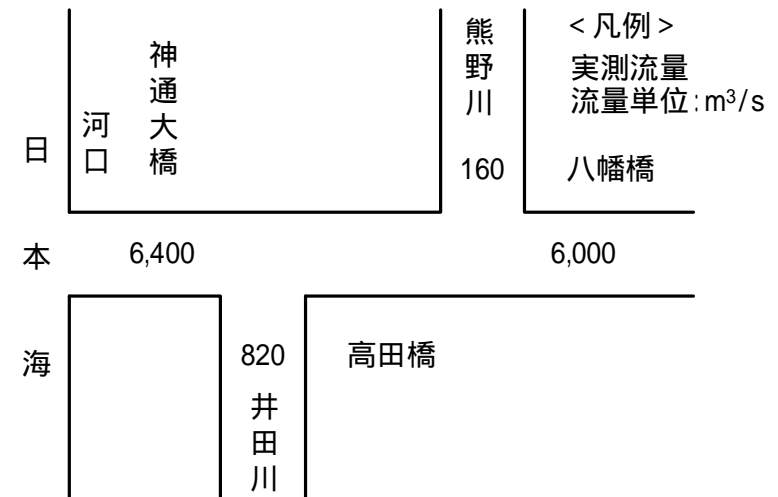 日本海
河口
神通大橋
6,400
熊野川
160
<凡例>
実測流量
流量単位:m³/s
八幡橋
6,000
820
井田川
高田橋